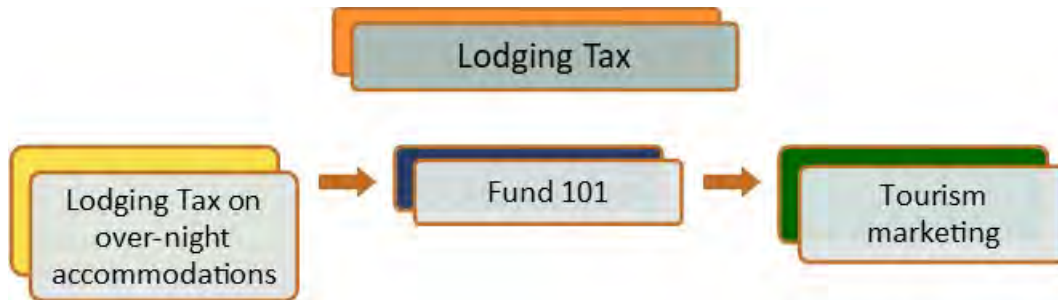 Lodging Tax
Lodging Tax on
over-night
accommodations
Fund 101
Tourism
marketing